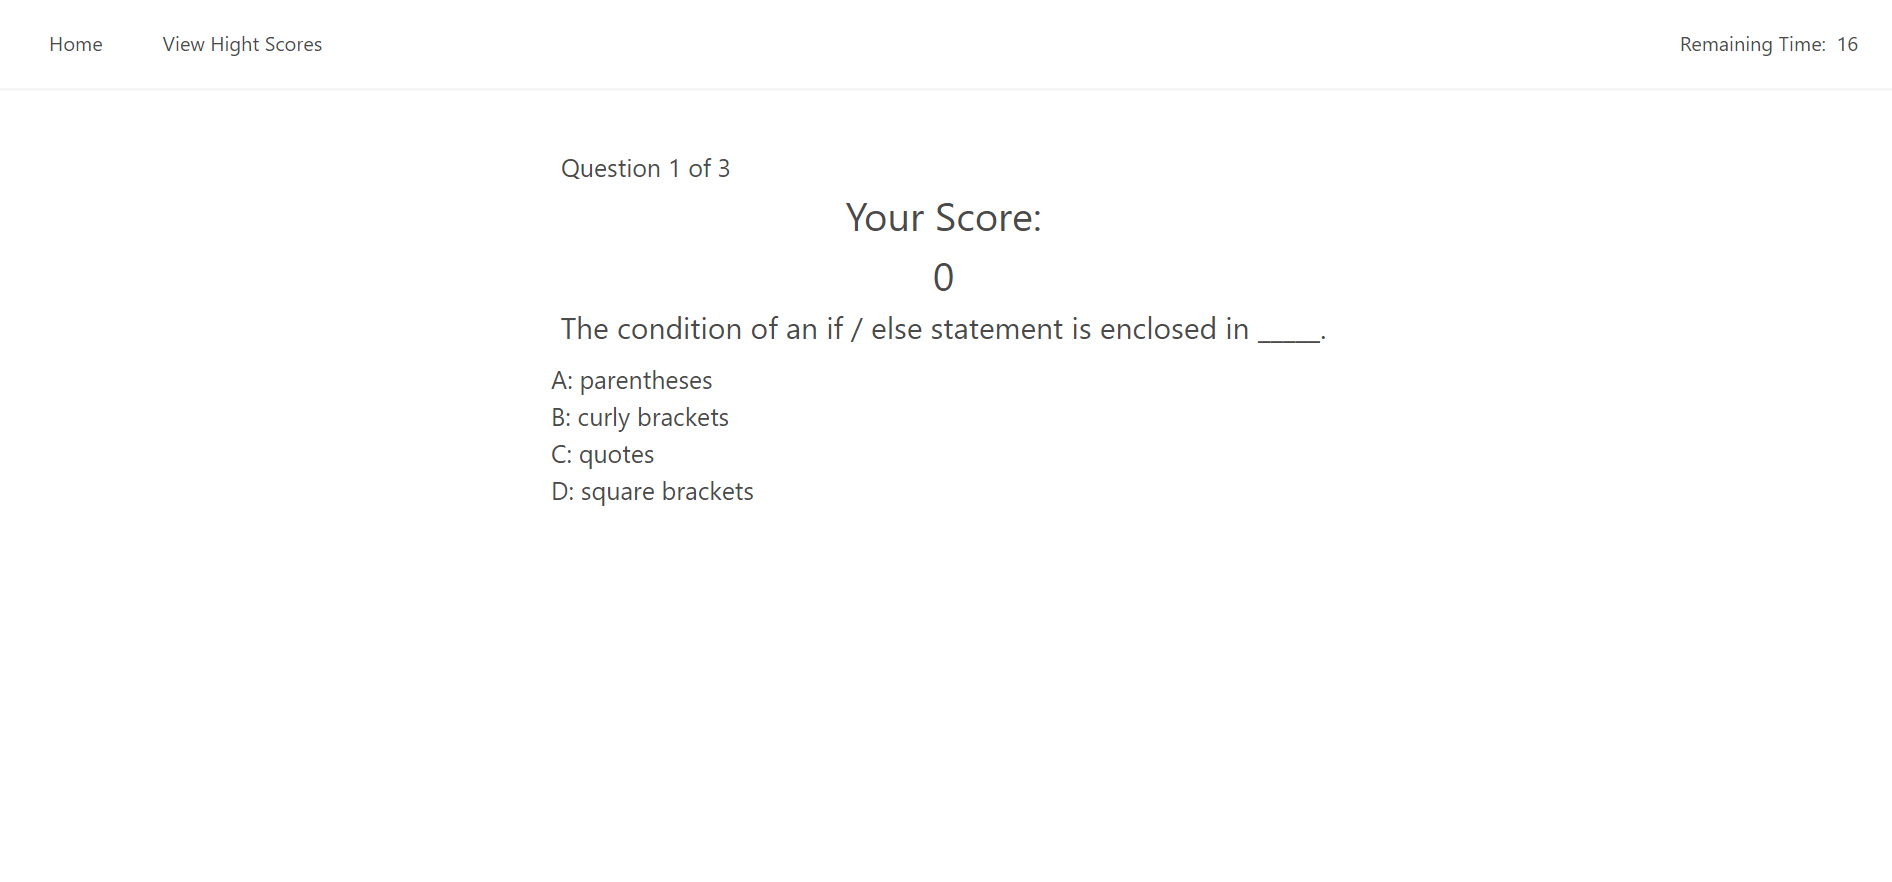 Home View Hight Scores Remaining Time: 16
Question 1 of 3
Your Score:
0
The condition of an if / else statement is enclosed in _____.
A: parentheses
B: curly brackets
C: quotes
D: square brackets